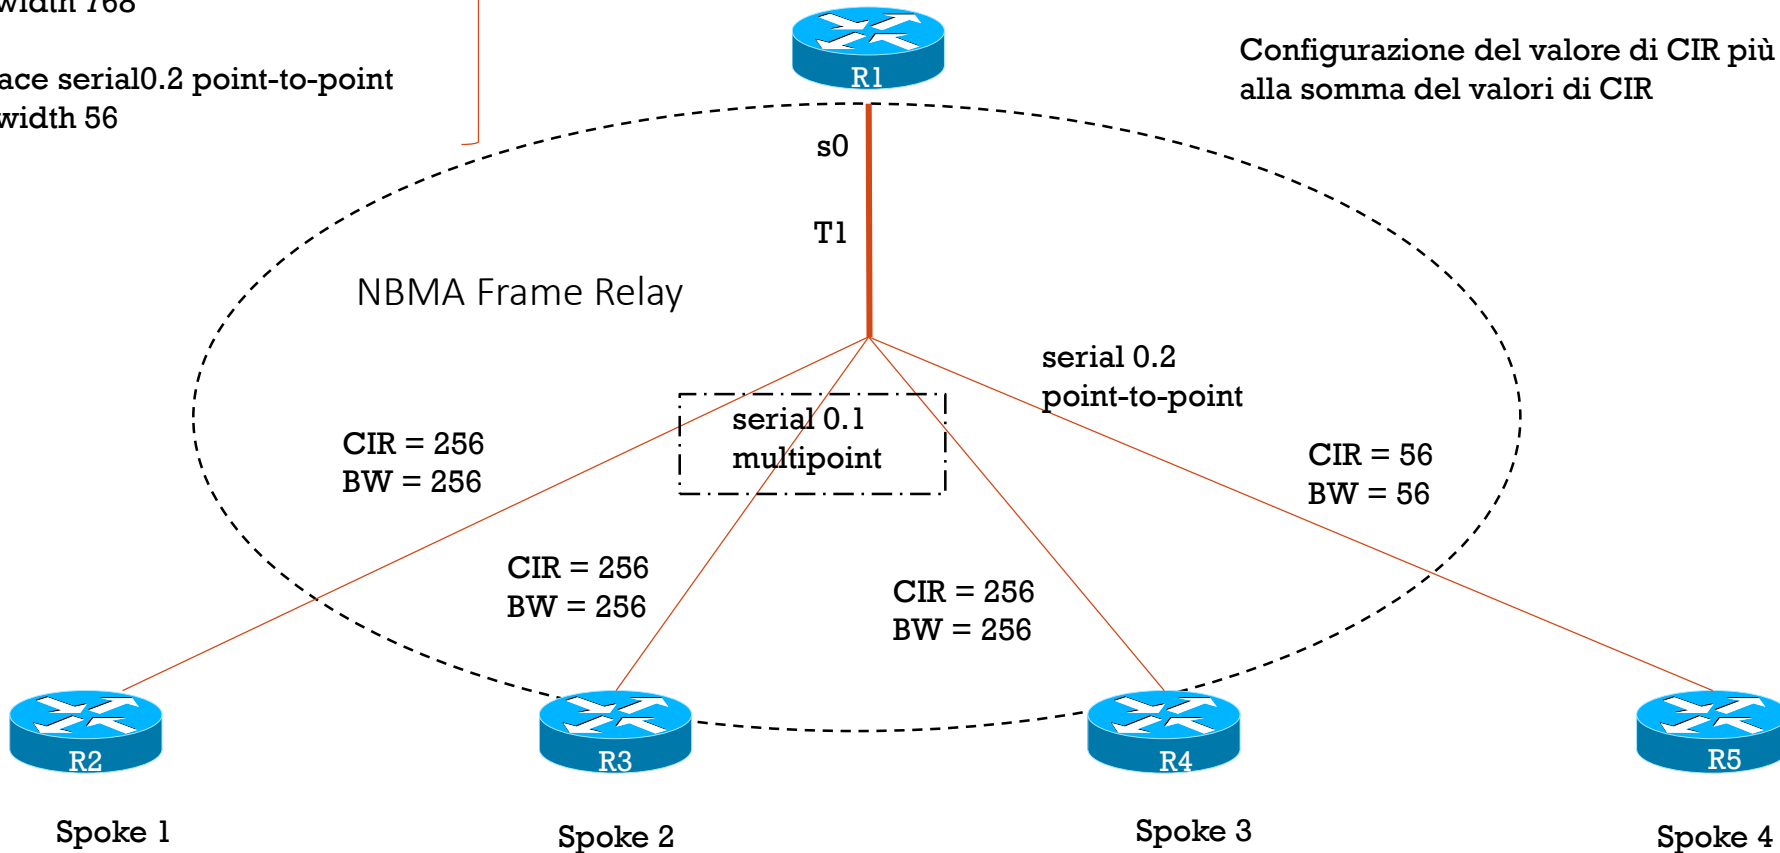 width 768
ace serial0.2 point-to-point
width 56
R1
Configurazione del valore di CIR più
alla somma del valori di CIR
s0
T1
NBMA Frame Relay
serial 0.2
point-to-point
serial 0.1
multipoint
CIR = 256
BW = 256
CIR = 56
BW = 56
CIR = 256
BW = 256
CIR = 256
BW = 256
R2
R3
R4
R5
Spoke 1
Spoke 2
Spoke 3
Spoke 4